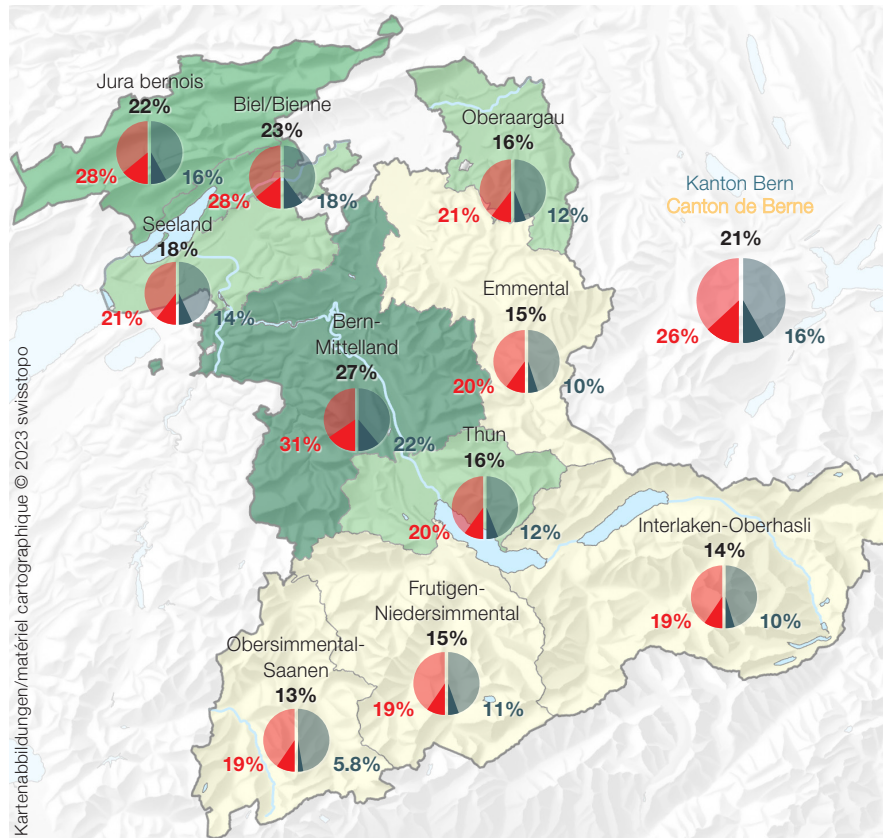 Jura bernois
22%
28%
16%
Biel/Bienne
23%
28%
18%
Oberaargau
16%
21%
12%
Kanton Bern
Canton de Berne
21%
26%
16%
Seeland
18%
21%
14%
Emmental
15%
20%
10%
Bern-
Mittelland
27%
31%
22%
Thun
16%
20%
12%
Interlaken-Oberhasli
14%
19%
10%
Frutigen-
Niedersimmental
15%
19%
11%
Obersimmental-
Saanen
13%
19%
5.8%
Kartenabbildungen/matériel cartographique © 2023 swisstopo